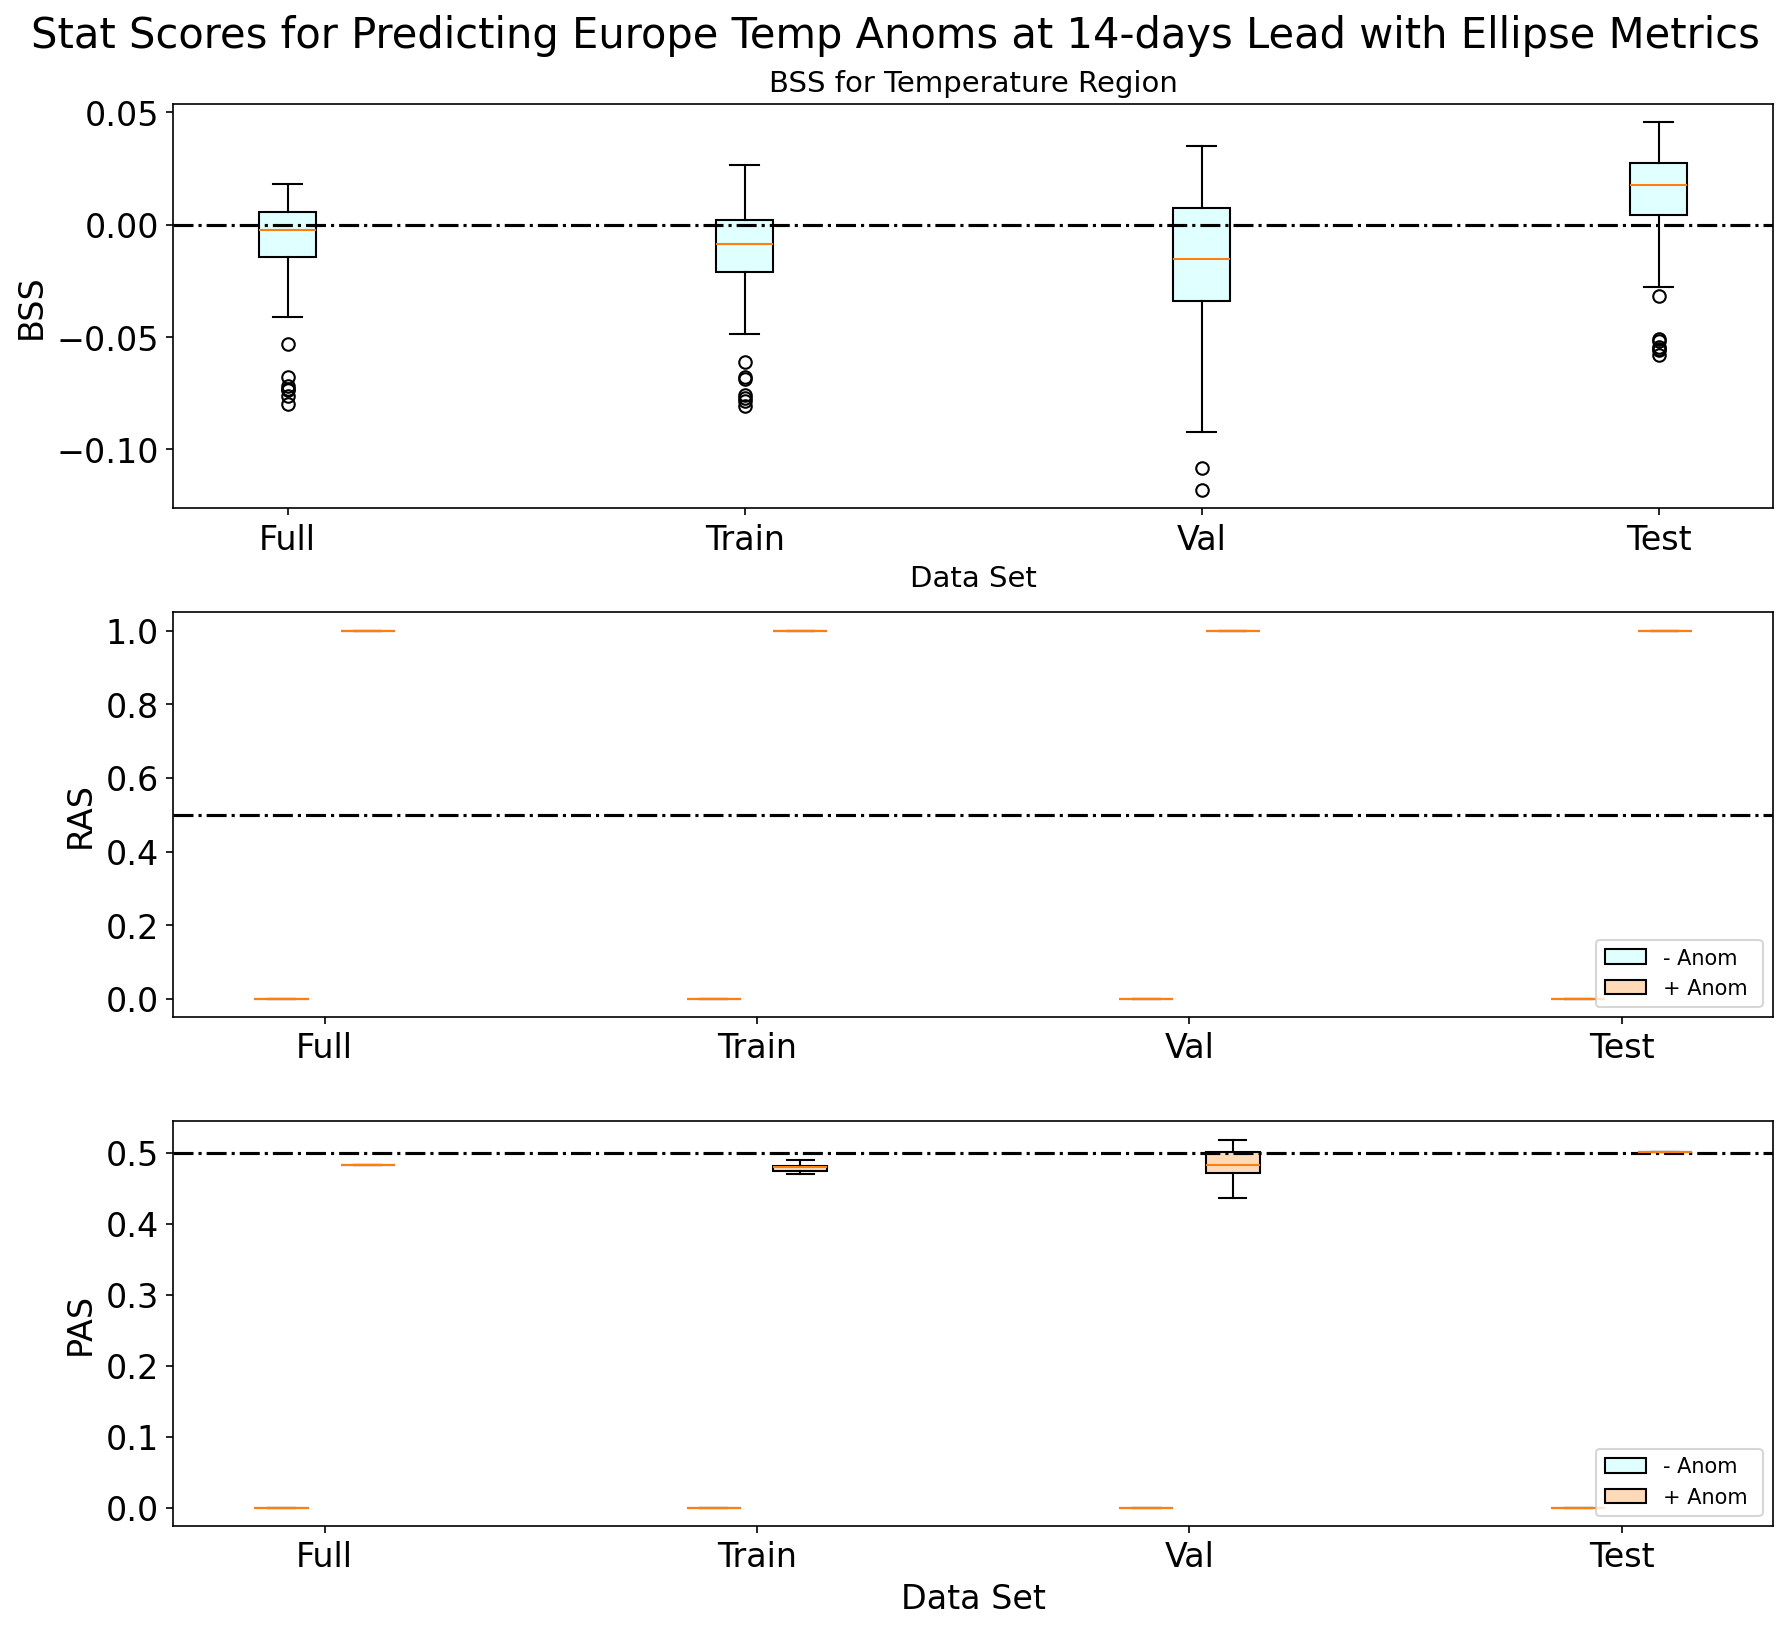 Stat Scores for Predicting Europe Temp Anoms at 14-days Lead with Ellipse Metrics
BSS for Temperature Region
BSS
0.05
0.00
−0.05
−0.10
Full Train Val Test
Data Set
RAS
1.0
0.8
0.6
0.4
0.2
0.0
- Anom
+ Anom
Full Train Val Test
PAS
0.5
0.4
0.3
0.2
0.1
0.0
- Anom
+ Anom
Full Train Val Test
Data Set